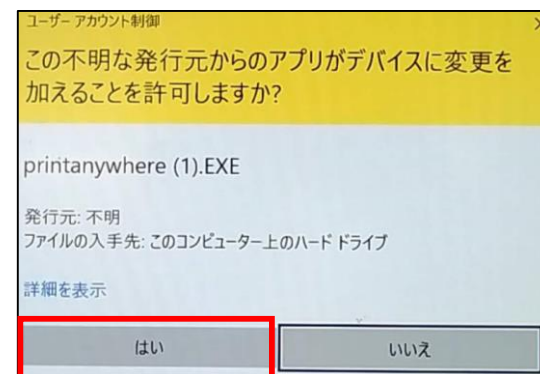 ユーザー アカウント制御
この不明な発行元からのアプリがデバイスに変更を
加えることを許可しますか?
printanywhere (1).EXE
発行元: 不明
ファイルの入手先: このコンピューター上のハード ドライブ
詳細を表示
はい
いいえ